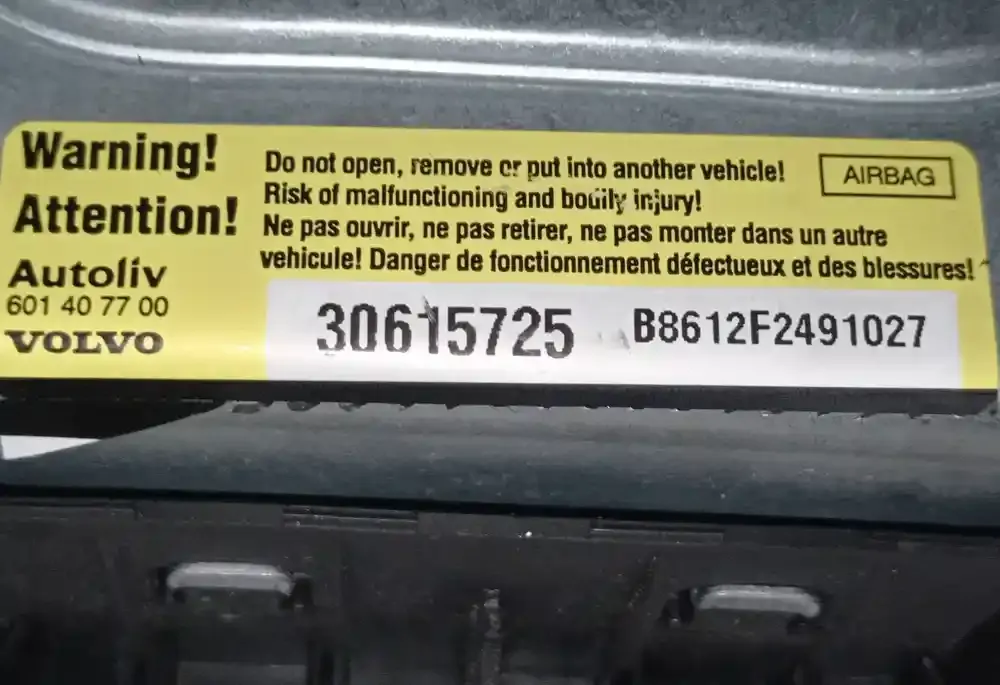 Warning!
Attention!
Autoliv
601 40 77 00
VOLVO
Do not open, remove or put into another vehicle!
Risk of malfunctioning and bodily injury!
Ne pas ouvrir, ne pas retirer, ne pas monter dans un autre
vehicule! Danger de fonctionnement défectueux et des blessures!
AIRBAG
30615725
B8612F2491027